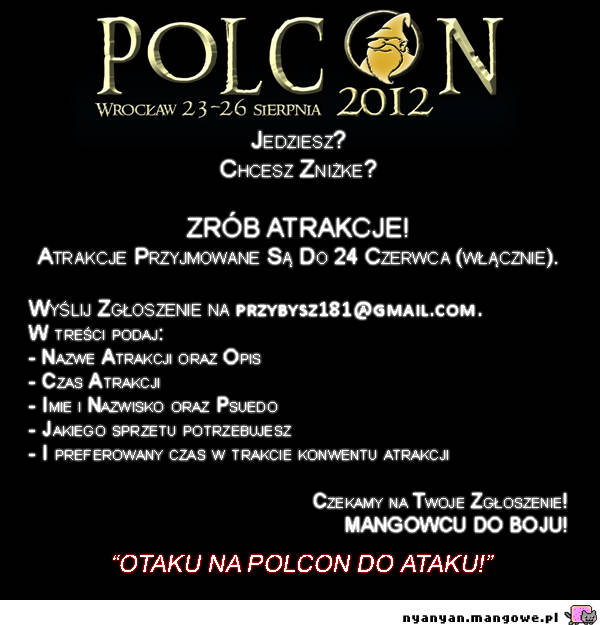 POLCON
Wrocław 23-26 sierpnia 2012
Jedziesz?
Chcesz Zniżke?
ZRÓB ATRAKCJE!
Atrakcje Przyjmowane Są Do 24 Czerwca (włącznie).
Wyślij Zgłoszenie na przybysz181@gmail.com.
W treści podaj:
- Nazwe Atrakcji oraz Opis
- Czas Atrakcji
- Imie i Nazwisko oraz Psuedo
- Jakiego sprzetu potrzebujesz
- I preferowany czas w trakcie konwentu atrakcji
Czekamy na Twoje Zgłoszenie!
MANGOWCU DO BOJU!
“OTAKU NA POLCON DO ATAKU!”
nyanyan.mangowe.pl